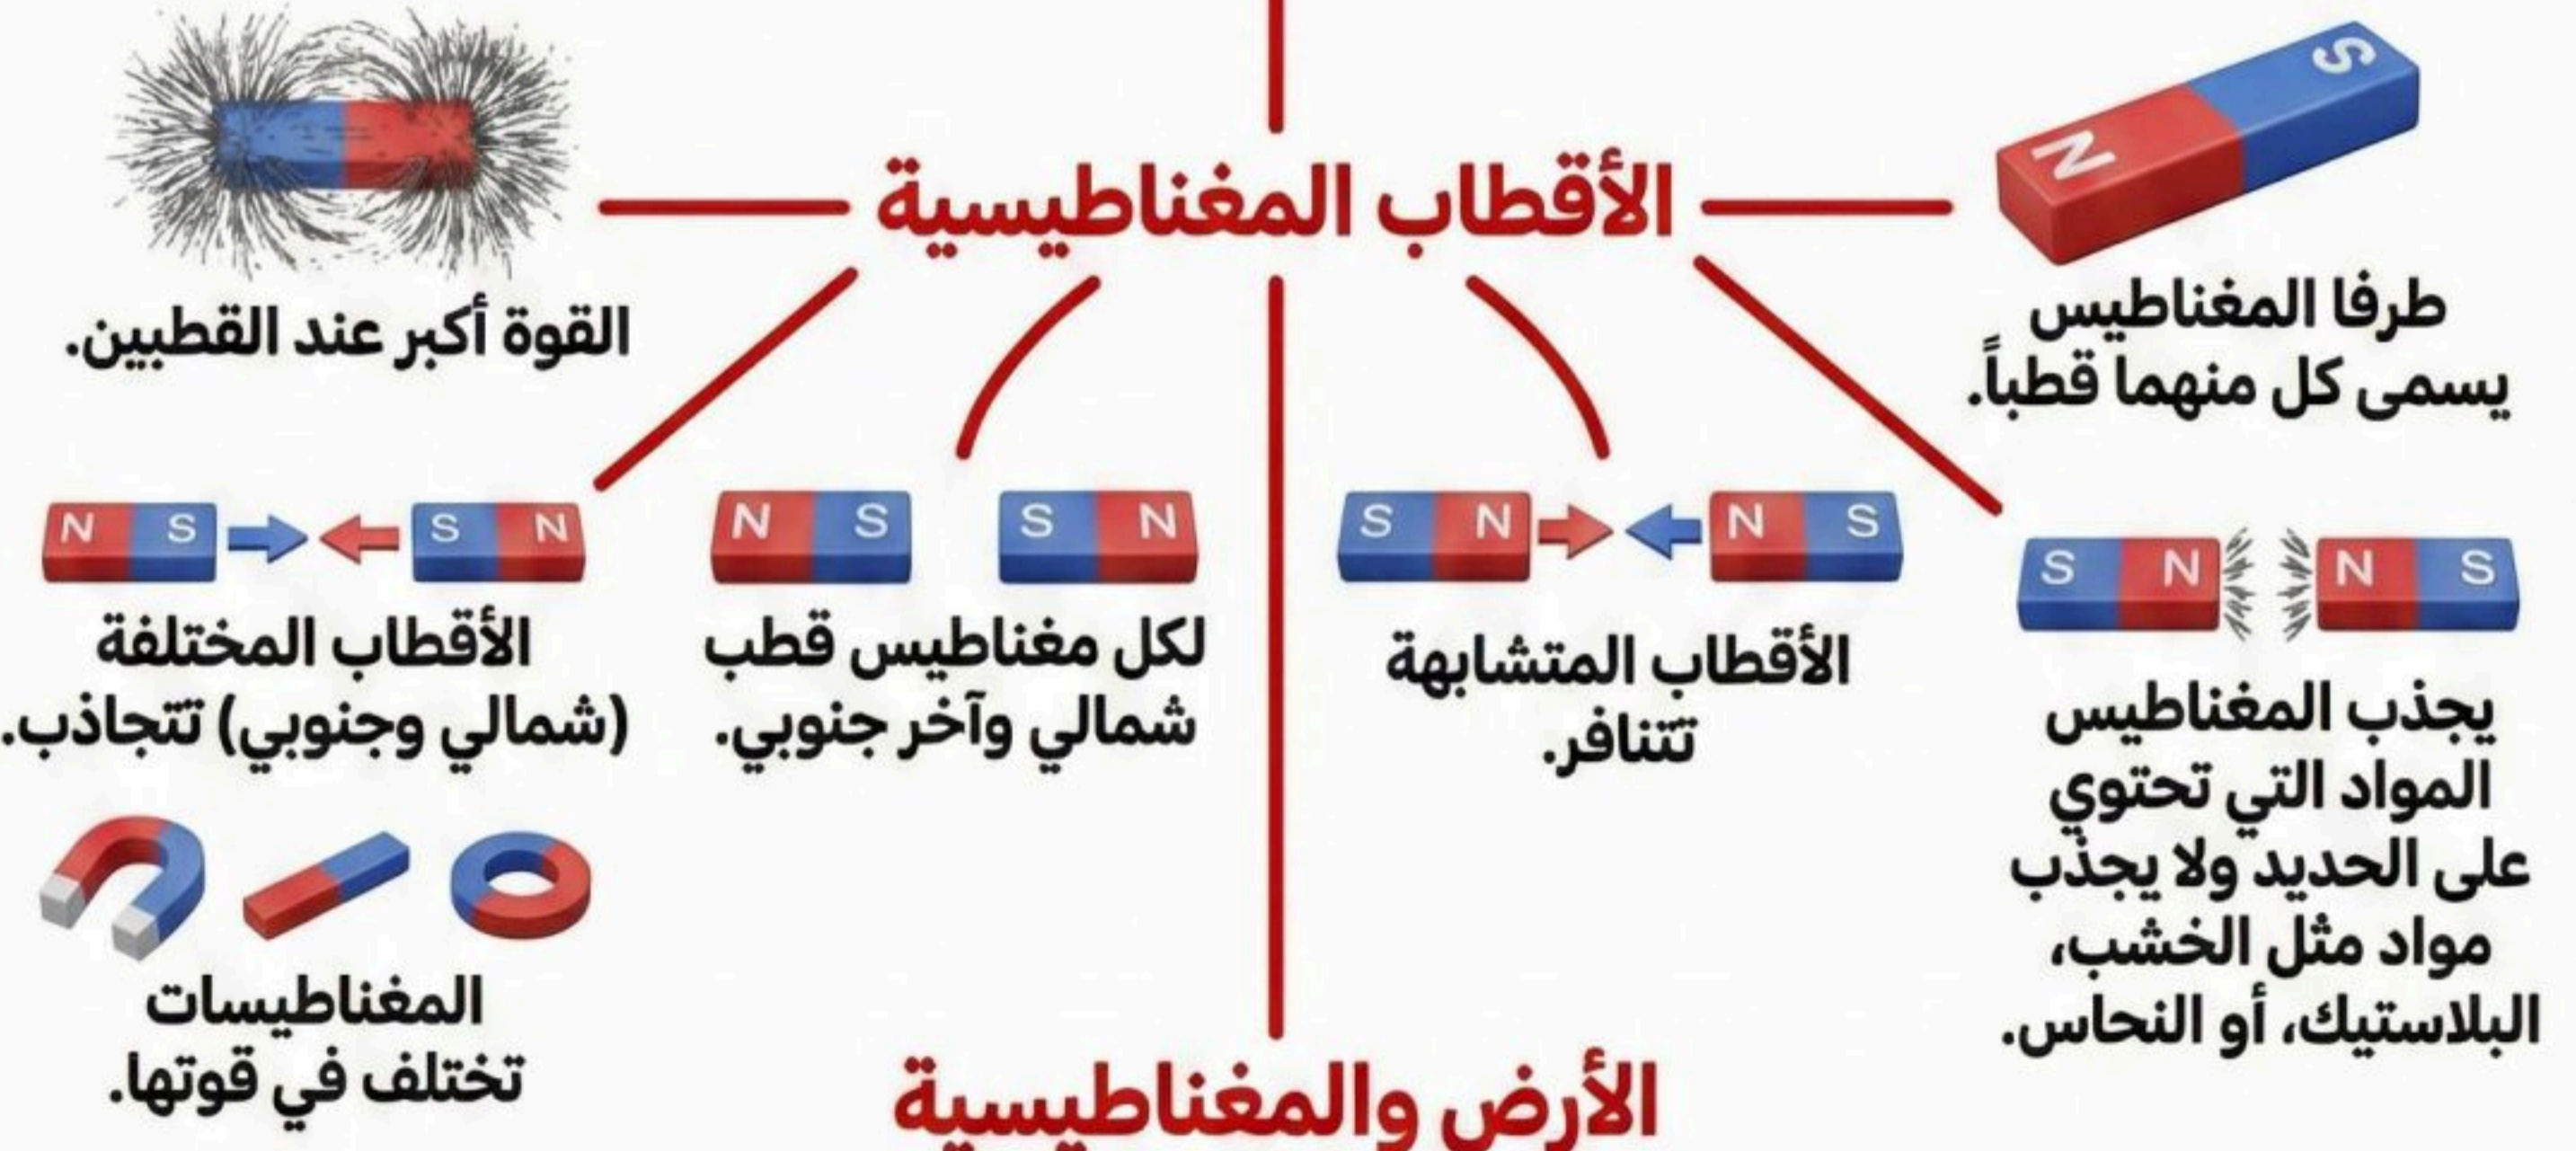 S
N
الأقطاب المغناطيسية
طرفا المغناطيس
يسمى كل منهما قطباً.
القوة أكبر عند القطبين.
S N N S
يجذب المغناطيس
المواد التي تحتوي
على الحديد ولا يجذب
مواد مثل الخشب،
البلاستيك، أو النحاس.
S N N S
الأقطاب المتشابهة
تتنافر.
N S S N
لكل مغناطيس قطب
شمالي وآخر جنوبي.
N S S N
الأقطاب المختلفة
(شمالي وجنوبي) تتجاذب.
المغناطيسات
تختلف في قوتها.
الأرض والمغناطيسية